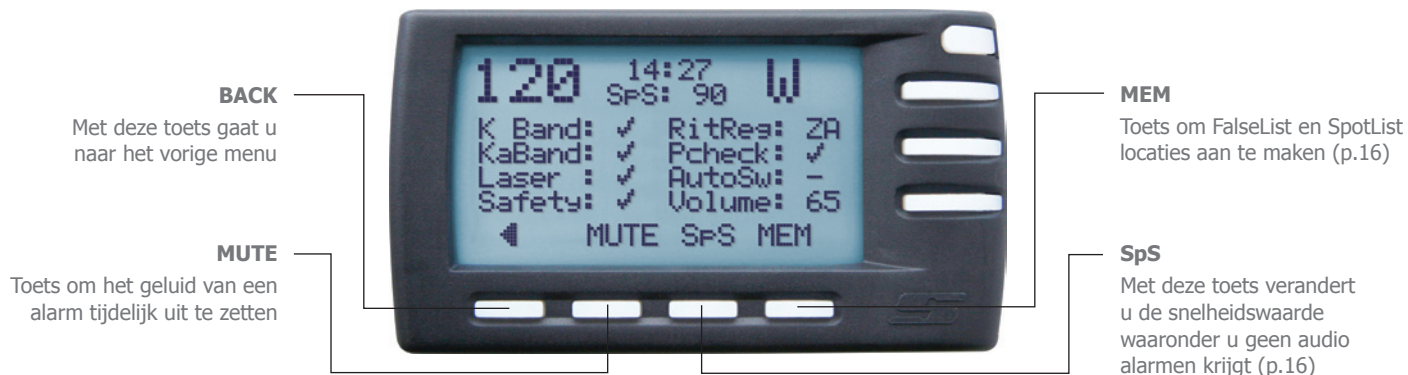 BACK
Met deze toets gaat u
naar het vorige menu
MUTE
Toets om het geluid van een
alarm tijdelijk uit te zetten
120 14:27 W
SpS: 90
K Band: ✓ RitReg: ZA
KaBand: ✓ Pcheck: ✓
Laser : ✓ AutoSw: -
Safety: ✓ Volume: 65
◀ MUTE SpS MEM
MEM
Toets om FalseList en SpotList
locaties aan te maken (p.16)
SpS
Met deze toets verandert
u de snelheidswaarde
waaronder u geen audio
alarmen krijgt (p.16)